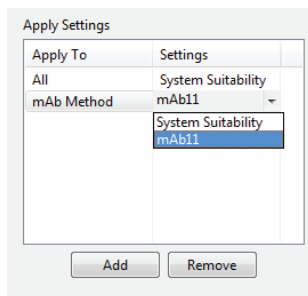 Apply Settings
Apply To Settings
All System Suitability
mAb Method mAb11
System Suitability
mAb11
Add Remove